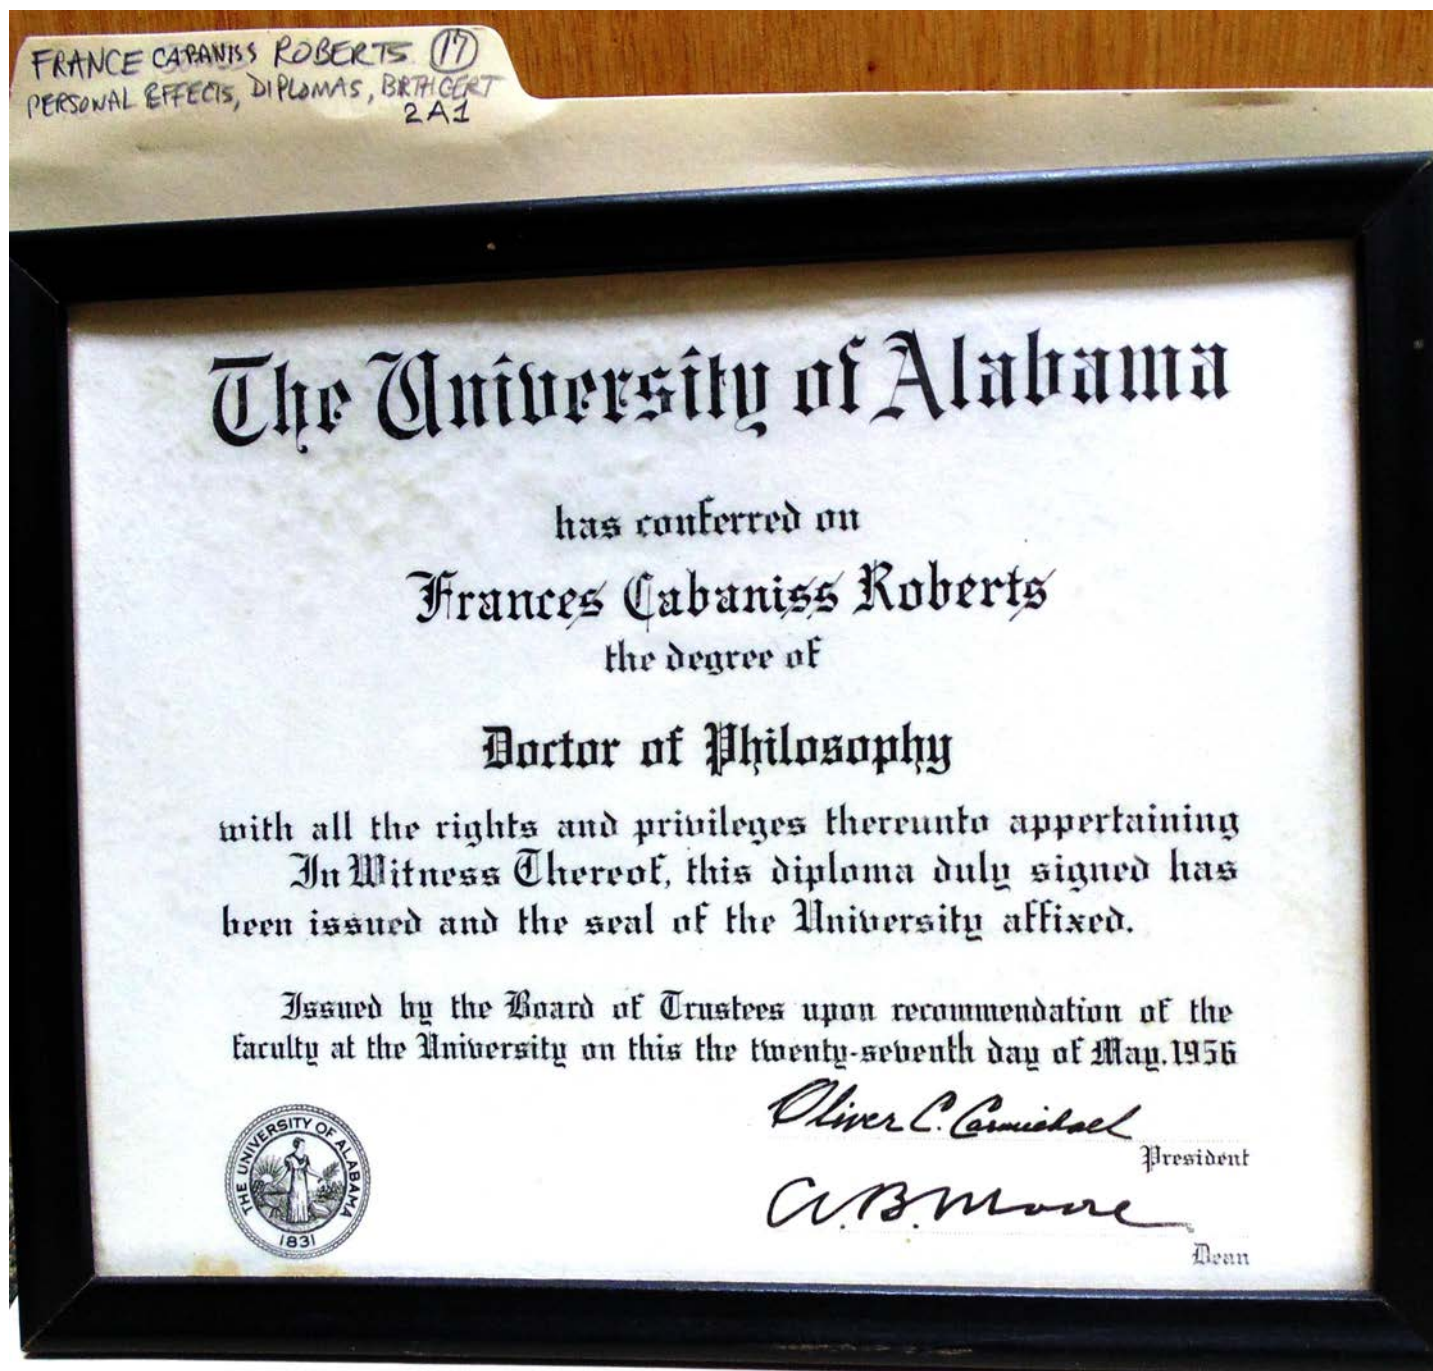 FRANCE CABANISS ROBERTS 17
PERSONAL EFFECTS, DIPLOMAS, BRTH CERT
2A1
The University of Alabama
has conferred on
Frances Cabaniss Roberts
the degree of
Doctor of Philosophy
with all the rights and privileges thereunto appertaining
In Witness Thereof, this diploma duly signed has
been issued and the seal of the University affixed.
Issued by the Board of Trustees upon recommendation of the
faculty at the University on this the twenty-seventh day of May. 1956
Oliver C. Carmichael
President
A. B. Moore
Dean
THE UNIVERSITY OF ALABAMA
1831